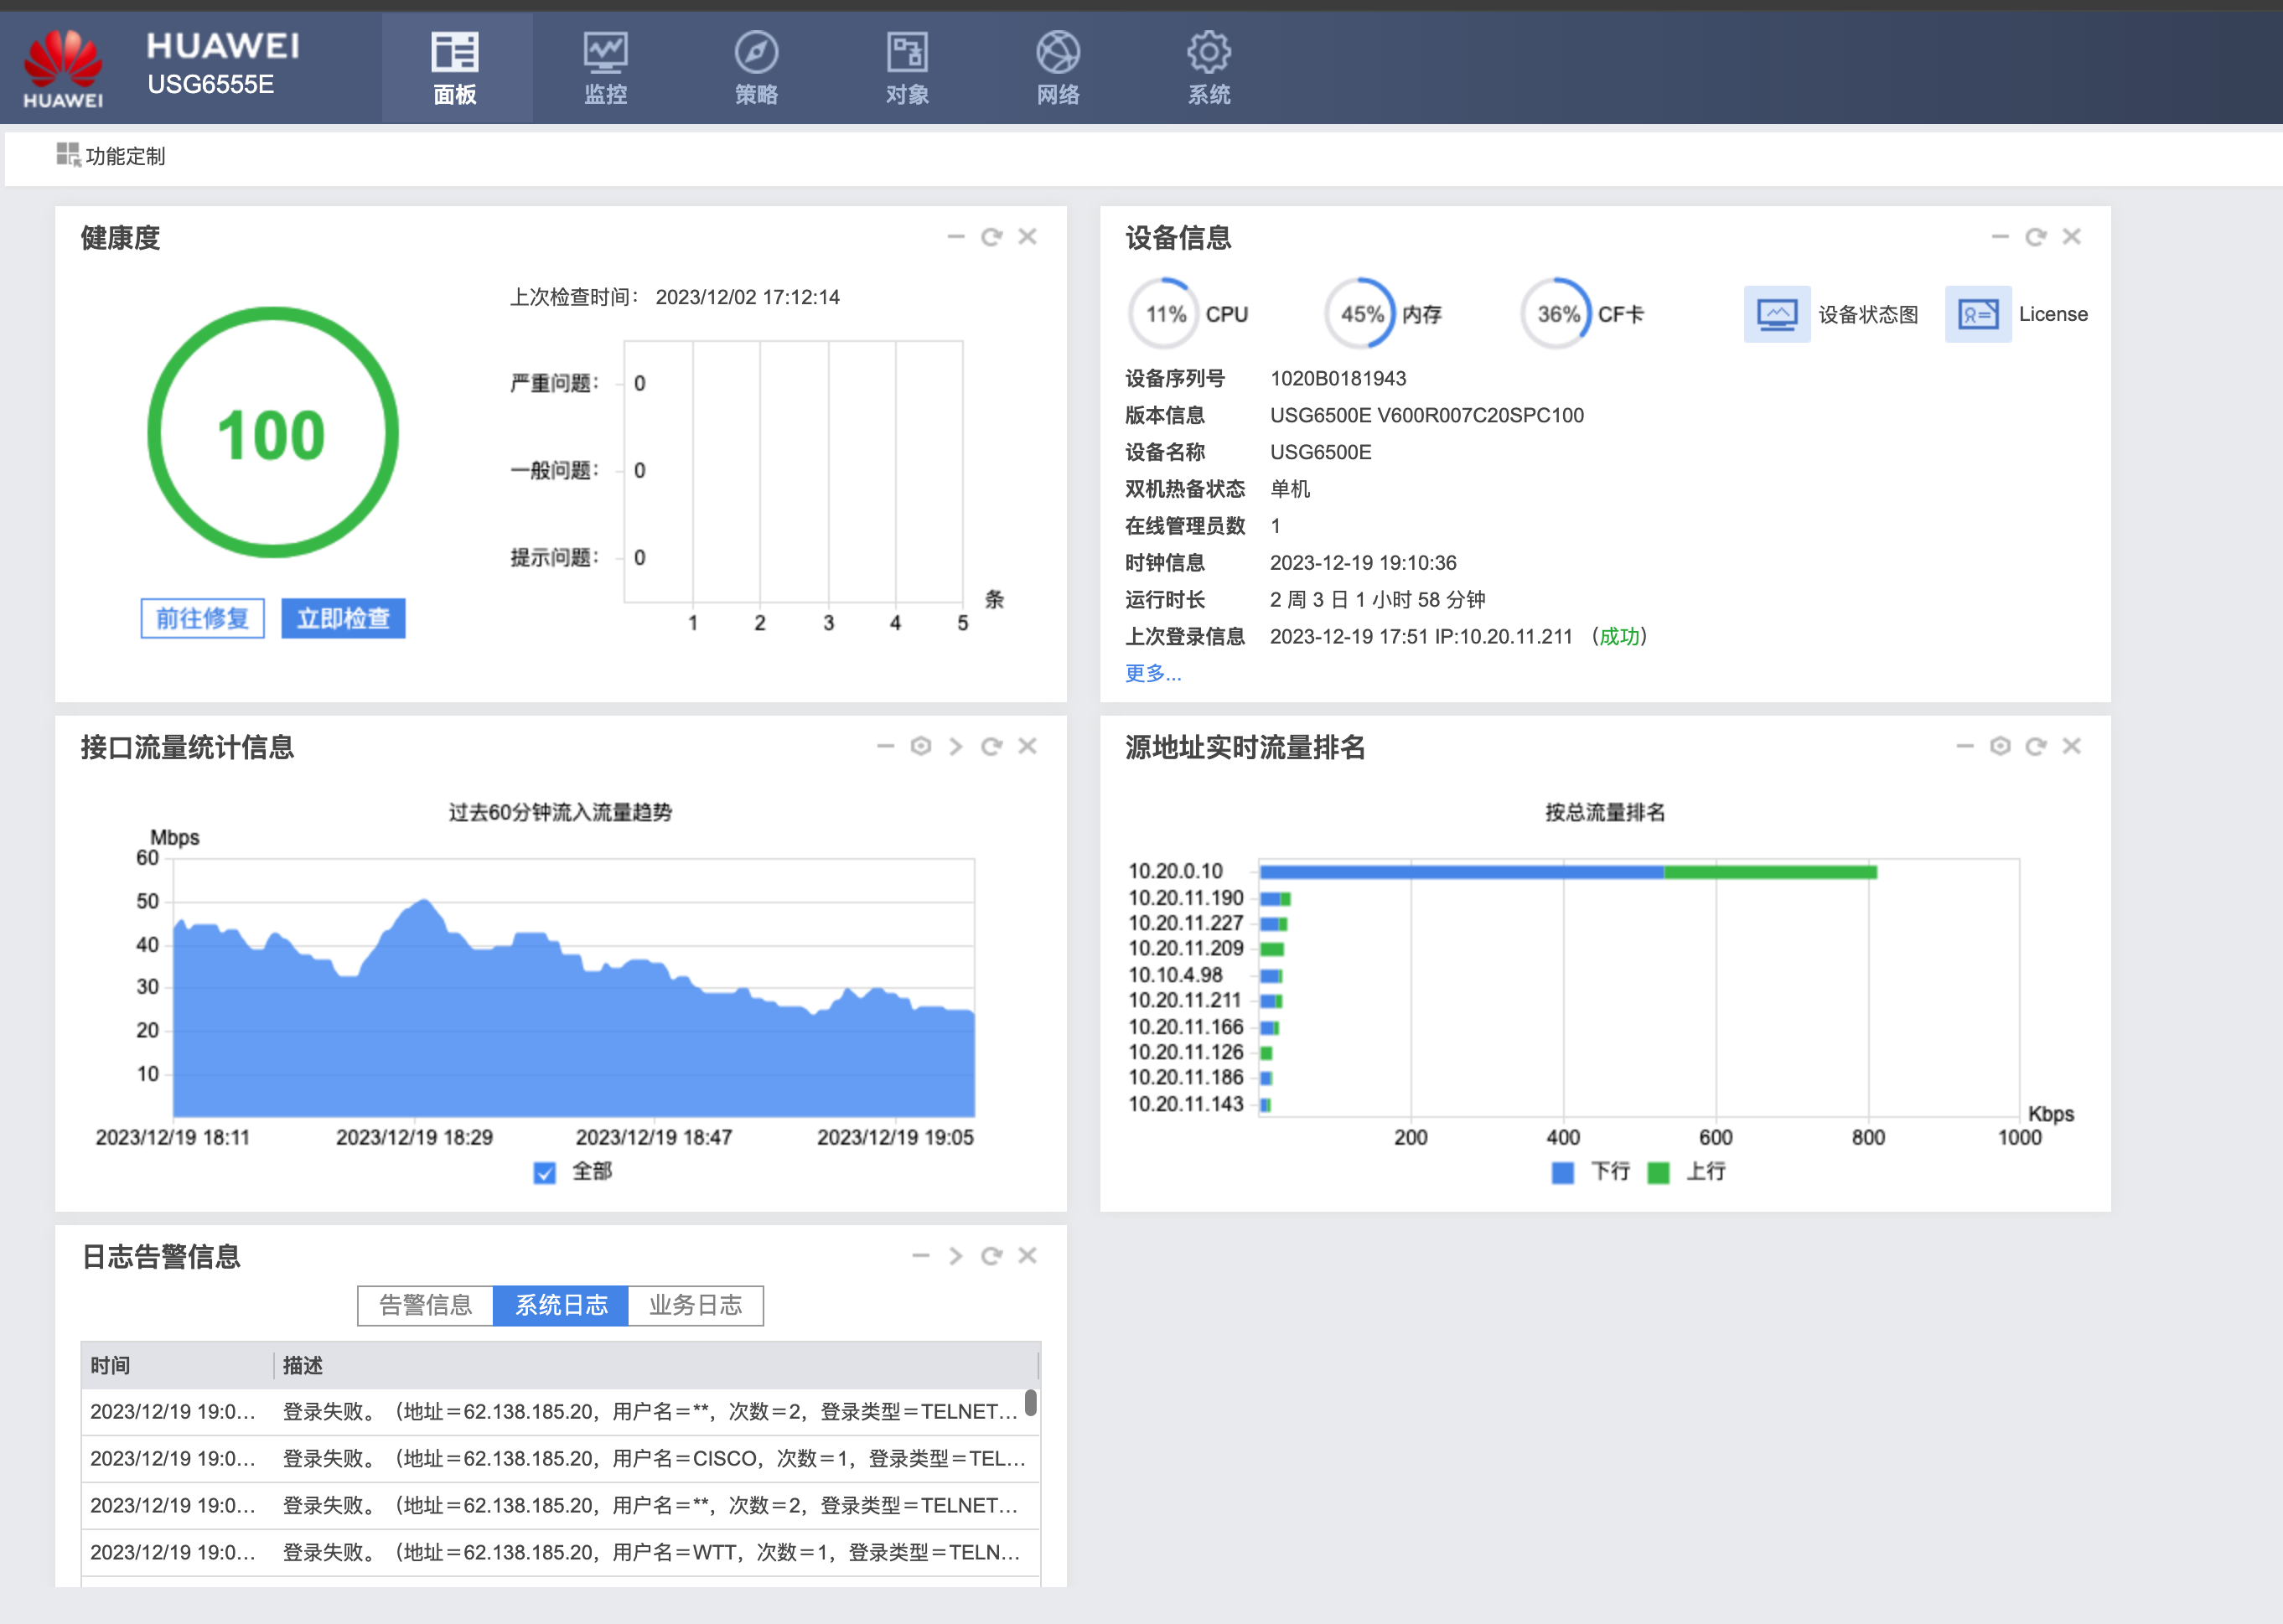 HUAWEI
HUAWEI
USG6555E
面板
监控
策略
对象
网络
系统
功能定制
健康度
上次检查时间： 2023/12/02 17:12:14
100
严重问题： 0
一般问题： 0
提示问题： 0
条
1 2 3 4 5
前往修复
立即检查
设备信息
11% CPU
45% 内存
36% CF卡
设备状态图
License
设备序列号 1020B0181943
版本信息 USG6500E V600R007C20SPC100
设备名称 USG6500E
双机热备状态 单机
在线管理员数 1
时钟信息 2023-12-19 19:10:36
运行时长 2 周 3 日 1 小时 58 分钟
上次登录信息 2023-12-19 17:51 IP:10.20.11.211 （成功）
更多...
接口流量统计信息
过去60分钟流入流量趋势
Mbps
60
50
40
30
20
10
2023/12/19 18:11 2023/12/19 18:29 2023/12/19 18:47 2023/12/19 19:05
全部
源地址实时流量排名
按总流量排名
10.20.0.10
10.20.11.190
10.20.11.227
10.20.11.209
10.10.4.98
10.20.11.211
10.20.11.166
10.20.11.126
10.20.11.186
10.20.11.143
Kbps
200 400 600 800 1000
下行 上行
日志告警信息
告警信息 系统日志 业务日志
时间 描述
2023/12/19 19:0... 登录失败。（地址＝62.138.185.20，用户名＝**，次数＝2，登录类型＝TELNET...
2023/12/19 19:0... 登录失败。（地址＝62.138.185.20，用户名＝CISCO，次数＝1，登录类型＝TEL...
2023/12/19 19:0... 登录失败。（地址＝62.138.185.20，用户名＝**，次数＝2，登录类型＝TELNET...
2023/12/19 19:0... 登录失败。（地址＝62.138.185.20，用户名＝WTT，次数＝1，登录类型＝TELN...